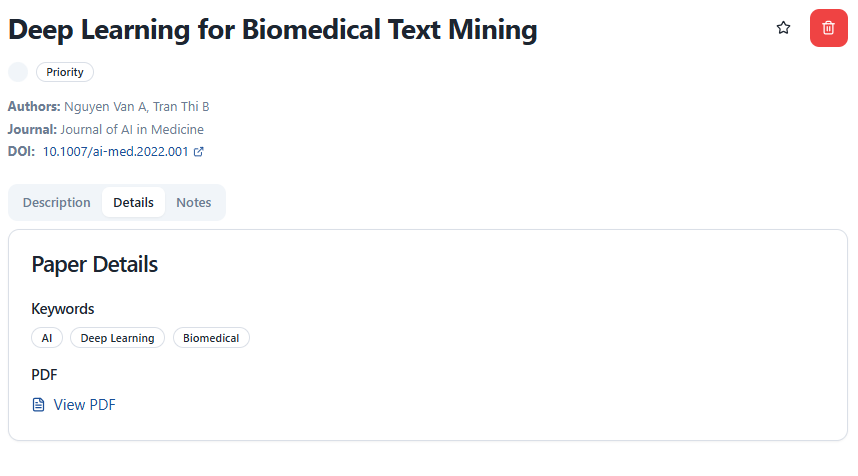 Deep Learning for Biomedical Text Mining
Priority
Authors: Nguyen Van A, Tran Thi B
Journal: Journal of AI in Medicine
DOI: 10.1007/ai-med.2022.001
Description Details Notes
Paper Details
Keywords
AI Deep Learning Biomedical
PDF
View PDF